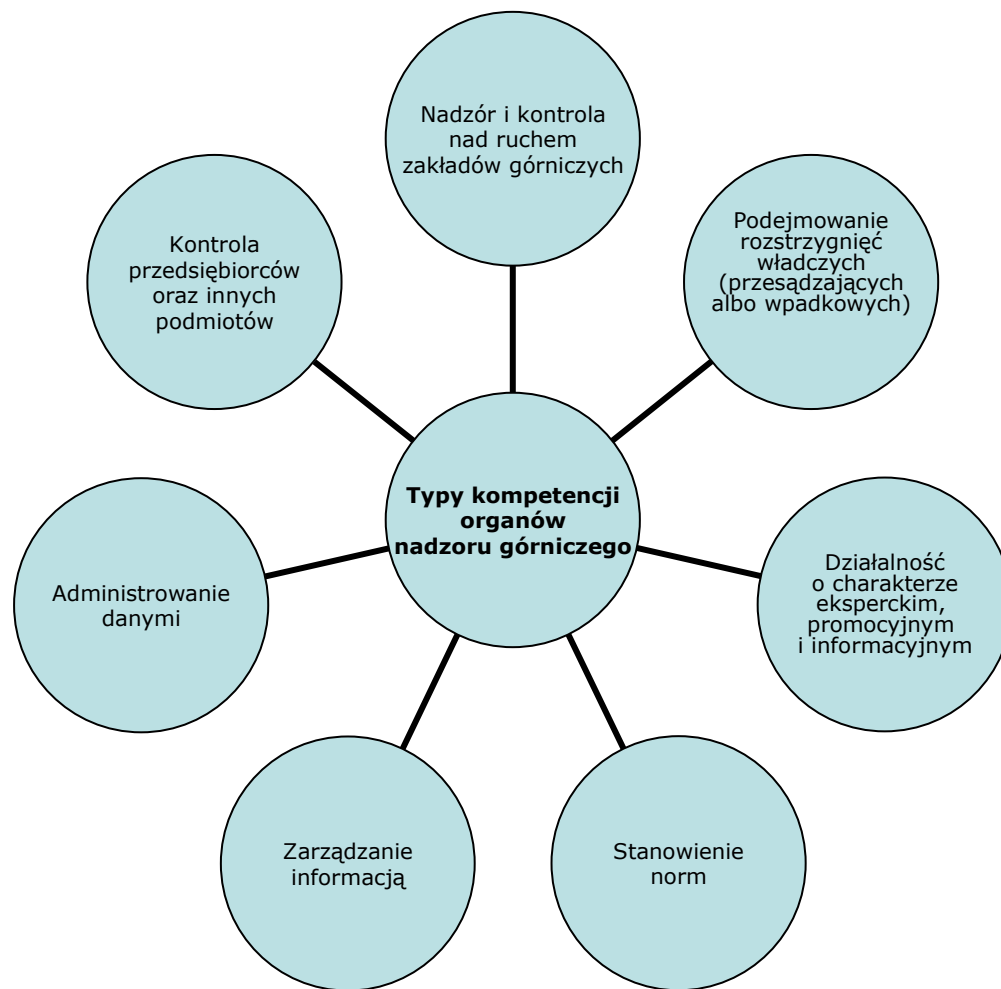 Nadzór i kontrola
nad ruchem
zakładów górniczych
Podejmowanie
rozstrzygnięć
władczych
(przesądzających
albo wpadkowych)
Działalność
o charakterze
eksperckim,
promocyjnym
i informacyjnym
Stanowienie
norm
Zarządzanie
informacją
Administrowanie
danymi
Kontrola
przedsiębiorców
oraz innych
podmiotów
Typy kompetencji
organów
nadzoru górniczego